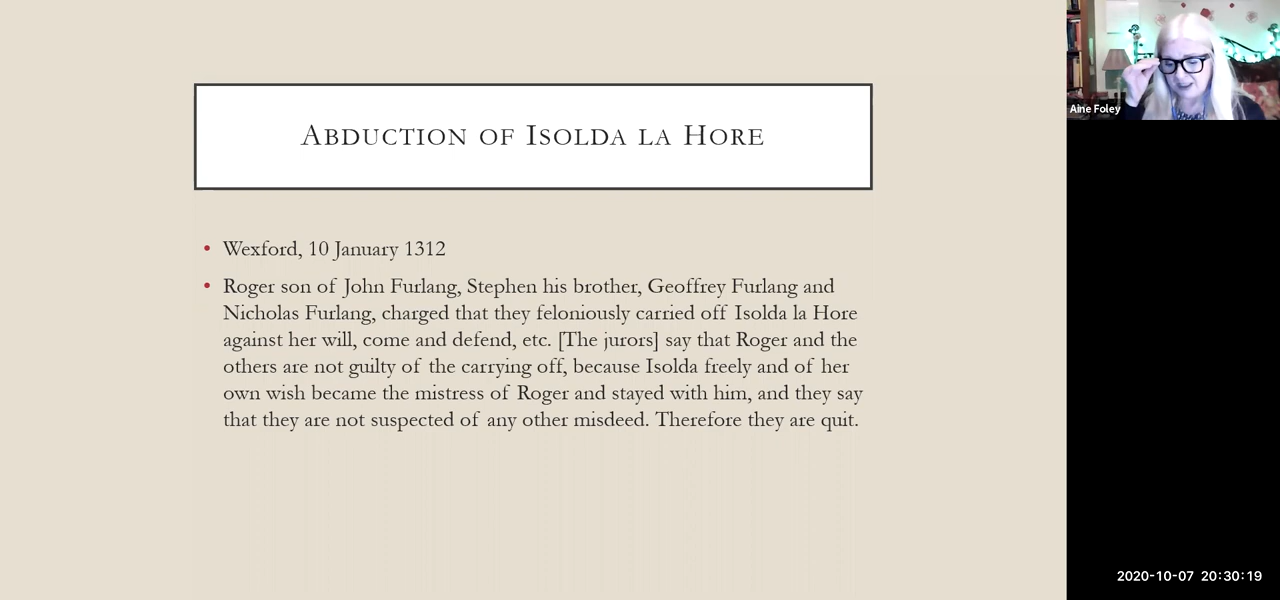 Abduction of Isolda la Hore
• Wexford, 10 January 1312
• Roger son of John Furlang, Stephen his brother, Geoffrey Furlang and
Nicholas Furlang, charged that they feloniously carried off Isolda la Hore
against her will, come and defend, etc. [The jurors] say that Roger and the
others are not guilty of the carrying off, because Isolda freely and of her
own wish became the mistress of Roger and stayed with him, and they say
that they are not suspected of any other misdeed. Therefore they are quit.
Aine Foley
2020-10-07 20:30:19